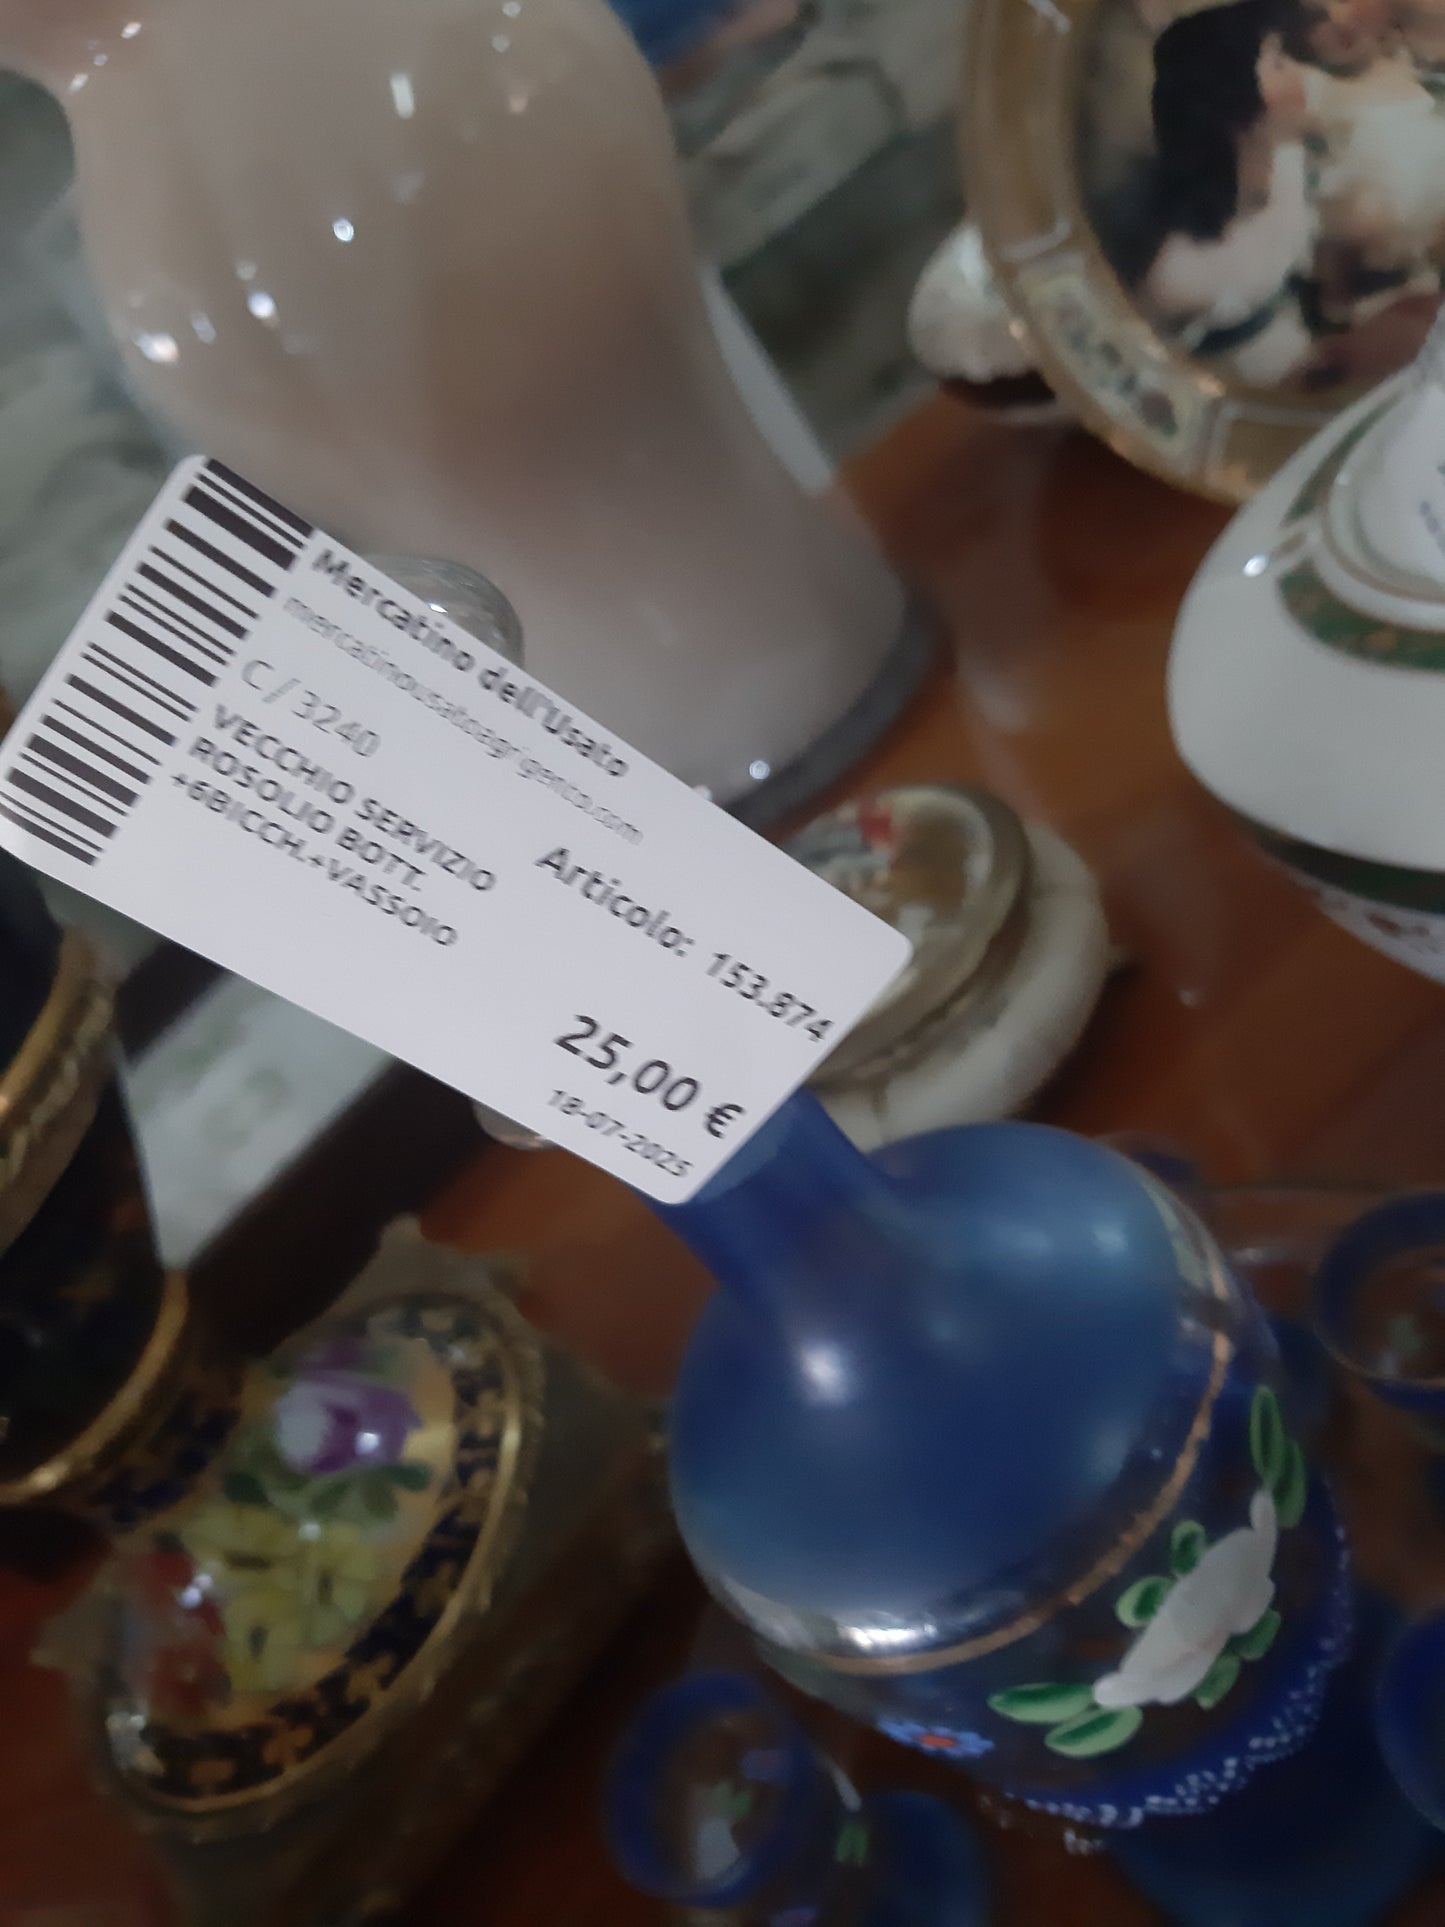 Mercatino dell'Usato
mercatinousatoagrigento.com
C//3240
VECCHIO SERVIZIO
ROSOLIO BOTT.
+6BICCH.+VASSOIO
Articolo: 153.874
25,00 €
18-07-2025